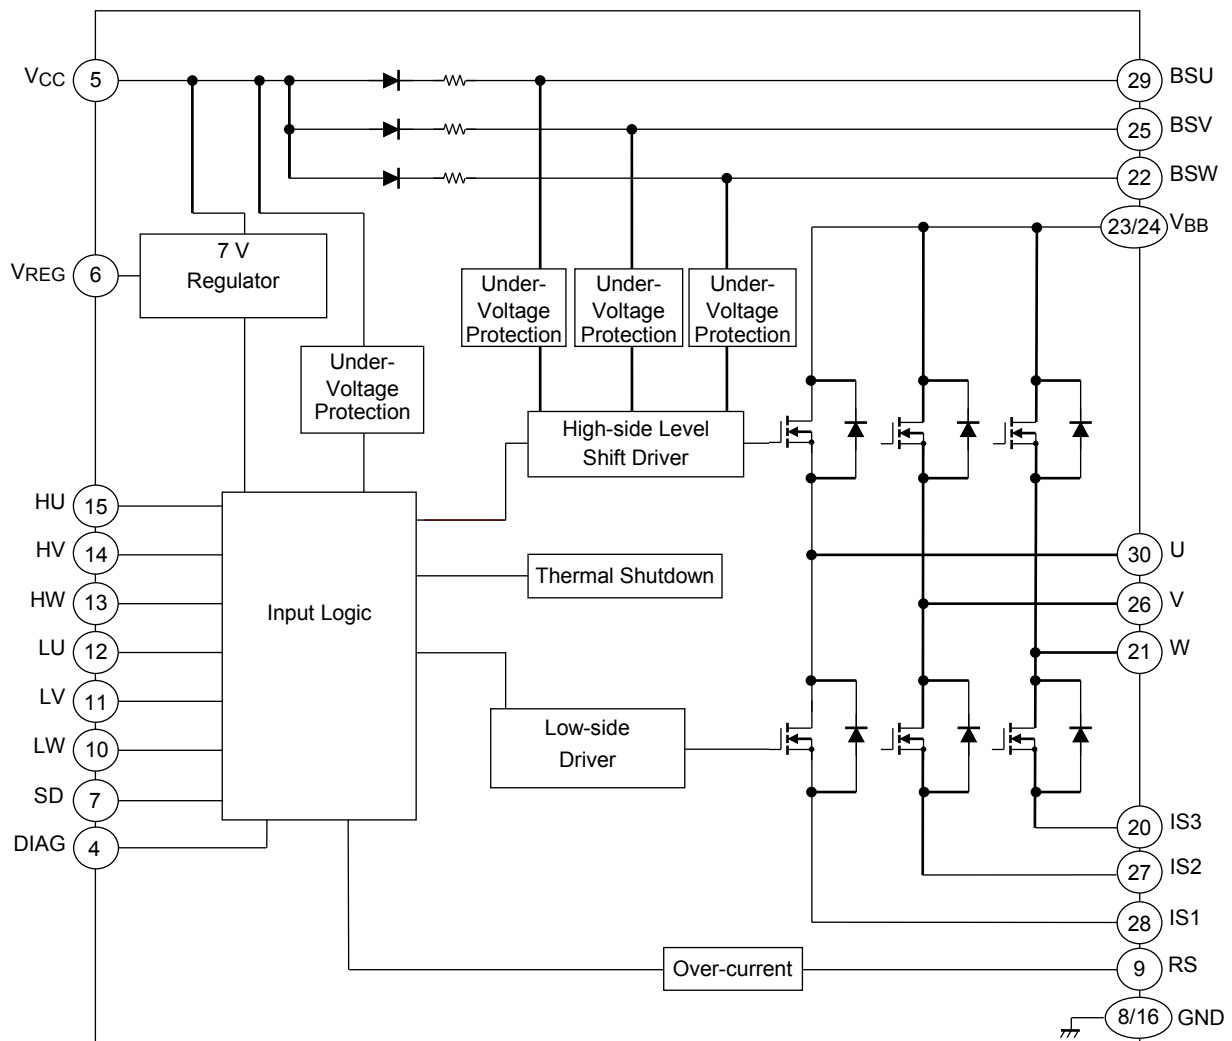 VCC
5
29
BSU
25
BSV
22
BSW
23/24
VBB
7 V
Regulator
VREG
6
Under-
Voltage
Protection
Under-
Voltage
Protection
Under-
Voltage
Protection
Under-
Voltage
Protection
High-side Level
Shift Driver
HU
15
HV
14
HW
13
LU
12
LV
11
LW
10
SD
7
DIAG
4
Input Logic
Thermal Shutdown
Low-side
Driver
30
U
26
V
21
W
20
IS3
27
IS2
28
IS1
Over-current
9
RS
8/16
GND